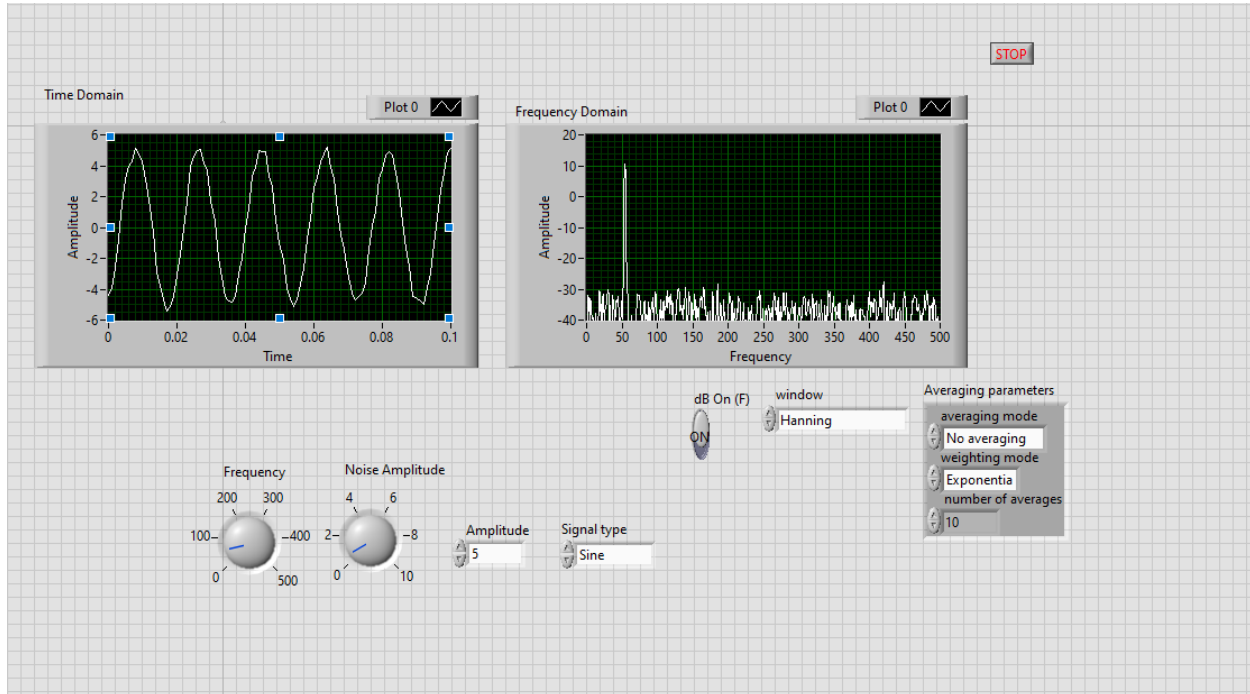 STOP
Time Domain
Plot 0
6
4
2
0
-2
-4
-6
Amplitude
0 0.02 0.04 0.06 0.08 0.1
Time
Frequency Domain
Plot 0
20
10
0
-10
-20
-30
-40
Amplitude
0 50 100 150 200 250 300 350 400 450 500
Frequency
dB On (F)
ON
window
Hanning
Averaging parameters
averaging mode
No averaging
weighting mode
Exponentia
number of averages
10
Frequency
200 300
100 400
0 500
Noise Amplitude
4 6
2 8
0 10
Amplitude
5
Signal type
Sine